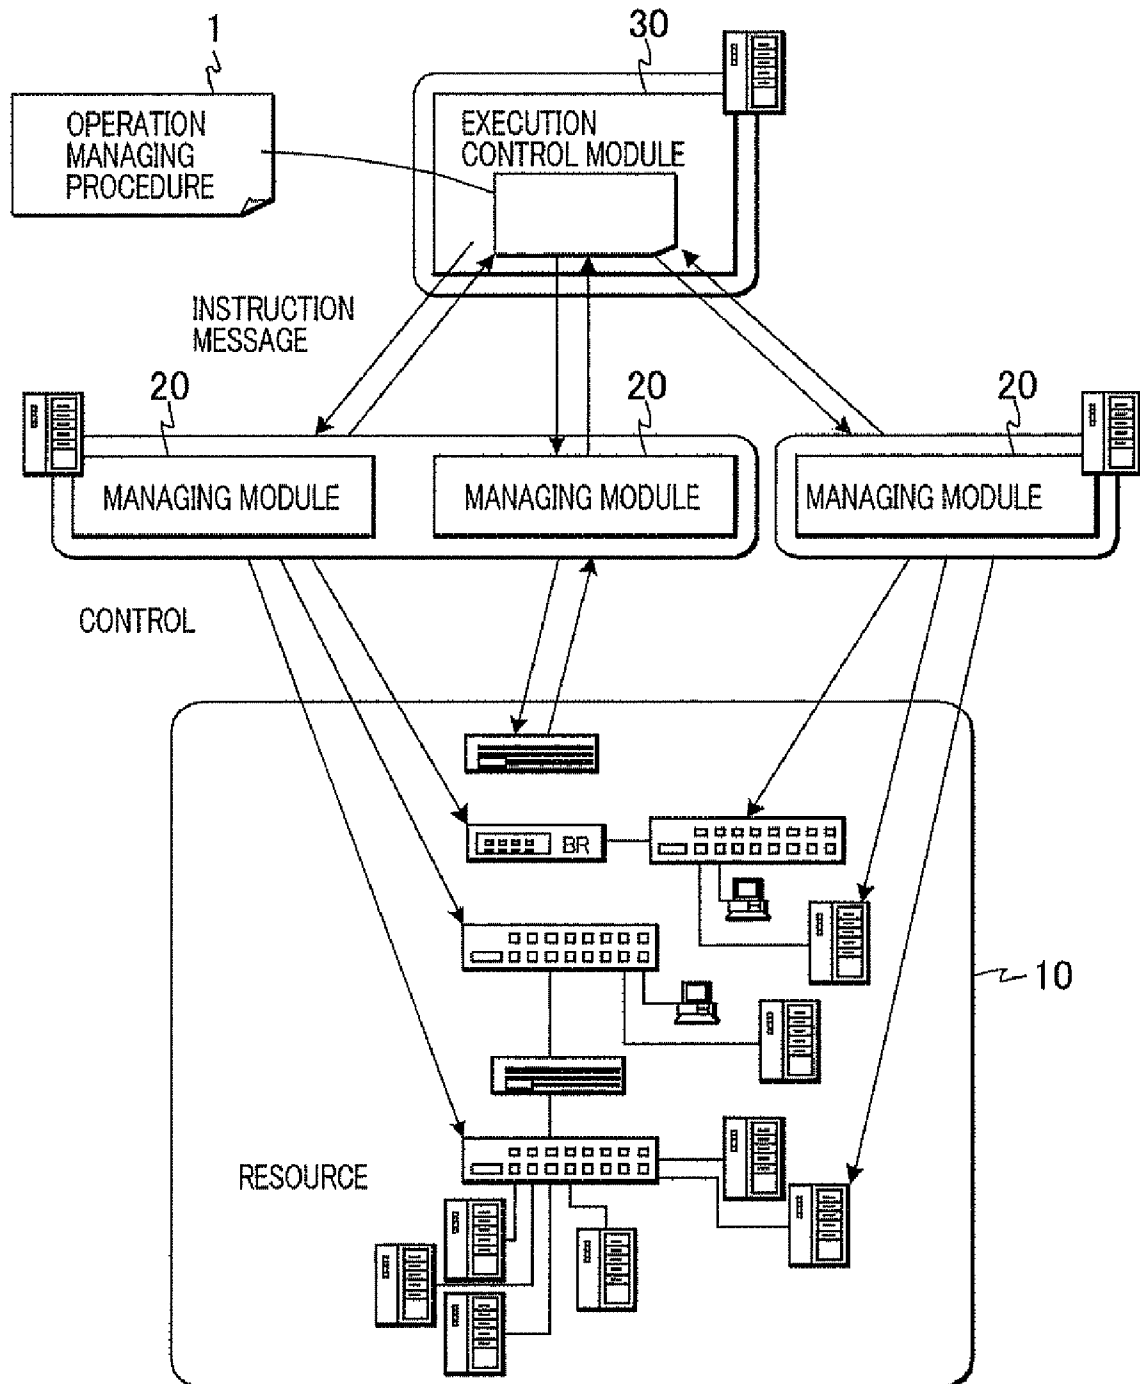 1
30
OPERATION
MANAGING
PROCEDURE
EXECUTION
CONTROL MODULE
INSTRUCTION
MESSAGE
20
20
20
MANAGING MODULE
MANAGING MODULE
MANAGING MODULE
CONTROL
BR
10
RESOURCE